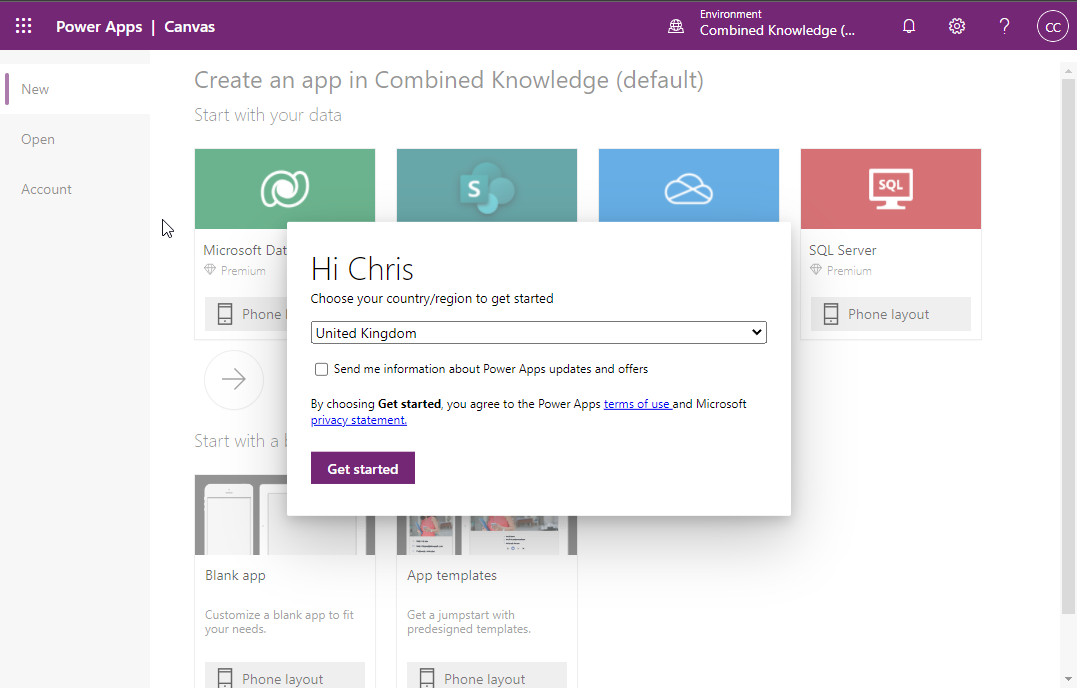 Power Apps | Canvas
Environment
Combined Knowledge (...
CC
New
Open
Account
Create an app in Combined Knowledge (default)
Start with your data
S
SQL
Microsoft Dat
Premium
Phone l
SQL Server
Premium
Phone layout
Hi Chris
Choose your country/region to get started
United Kingdom
Send me information about Power Apps updates and offers
By choosing Get started, you agree to the Power Apps terms of use and Microsoft
privacy statement.
Get started
Start with a b
Blank app
Customize a blank app to fit
your needs.
Phone layout
App templates
Get a jumpstart with
predesigned templates.
Phone layout